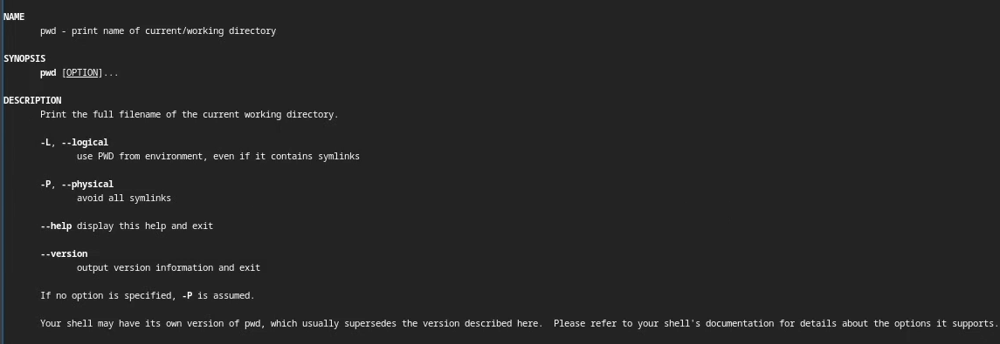 NAME
pwd - print name of current/working directory
SYNOPSIS
pwd [OPTION]...
DESCRIPTION
Print the full filename of the current working directory.
-L, --logical
use PWD from environment, even if it contains symlinks
-P, --physical
avoid all symlinks
--help display this help and exit
--version
output version information and exit
If no option is specified, -P is assumed.
Your shell may have its own version of pwd, which usually supersedes the version described here.  Please refer to your shell's documentation for details about the options it supports.